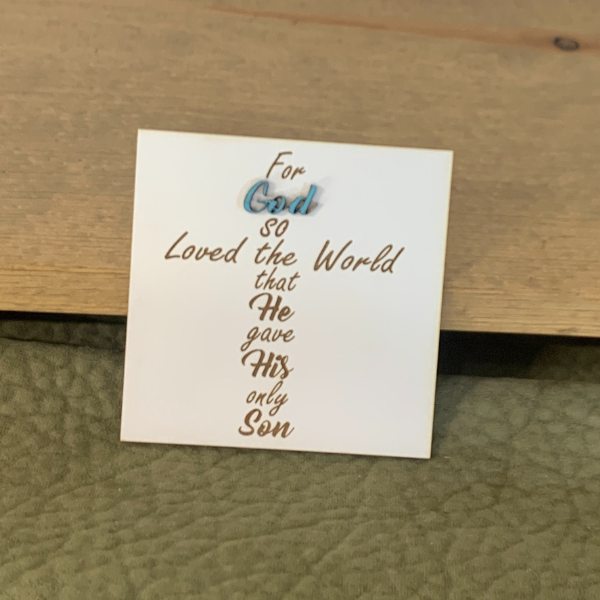 For
God
so
Loved the World
that
He
gave
His
only
Son